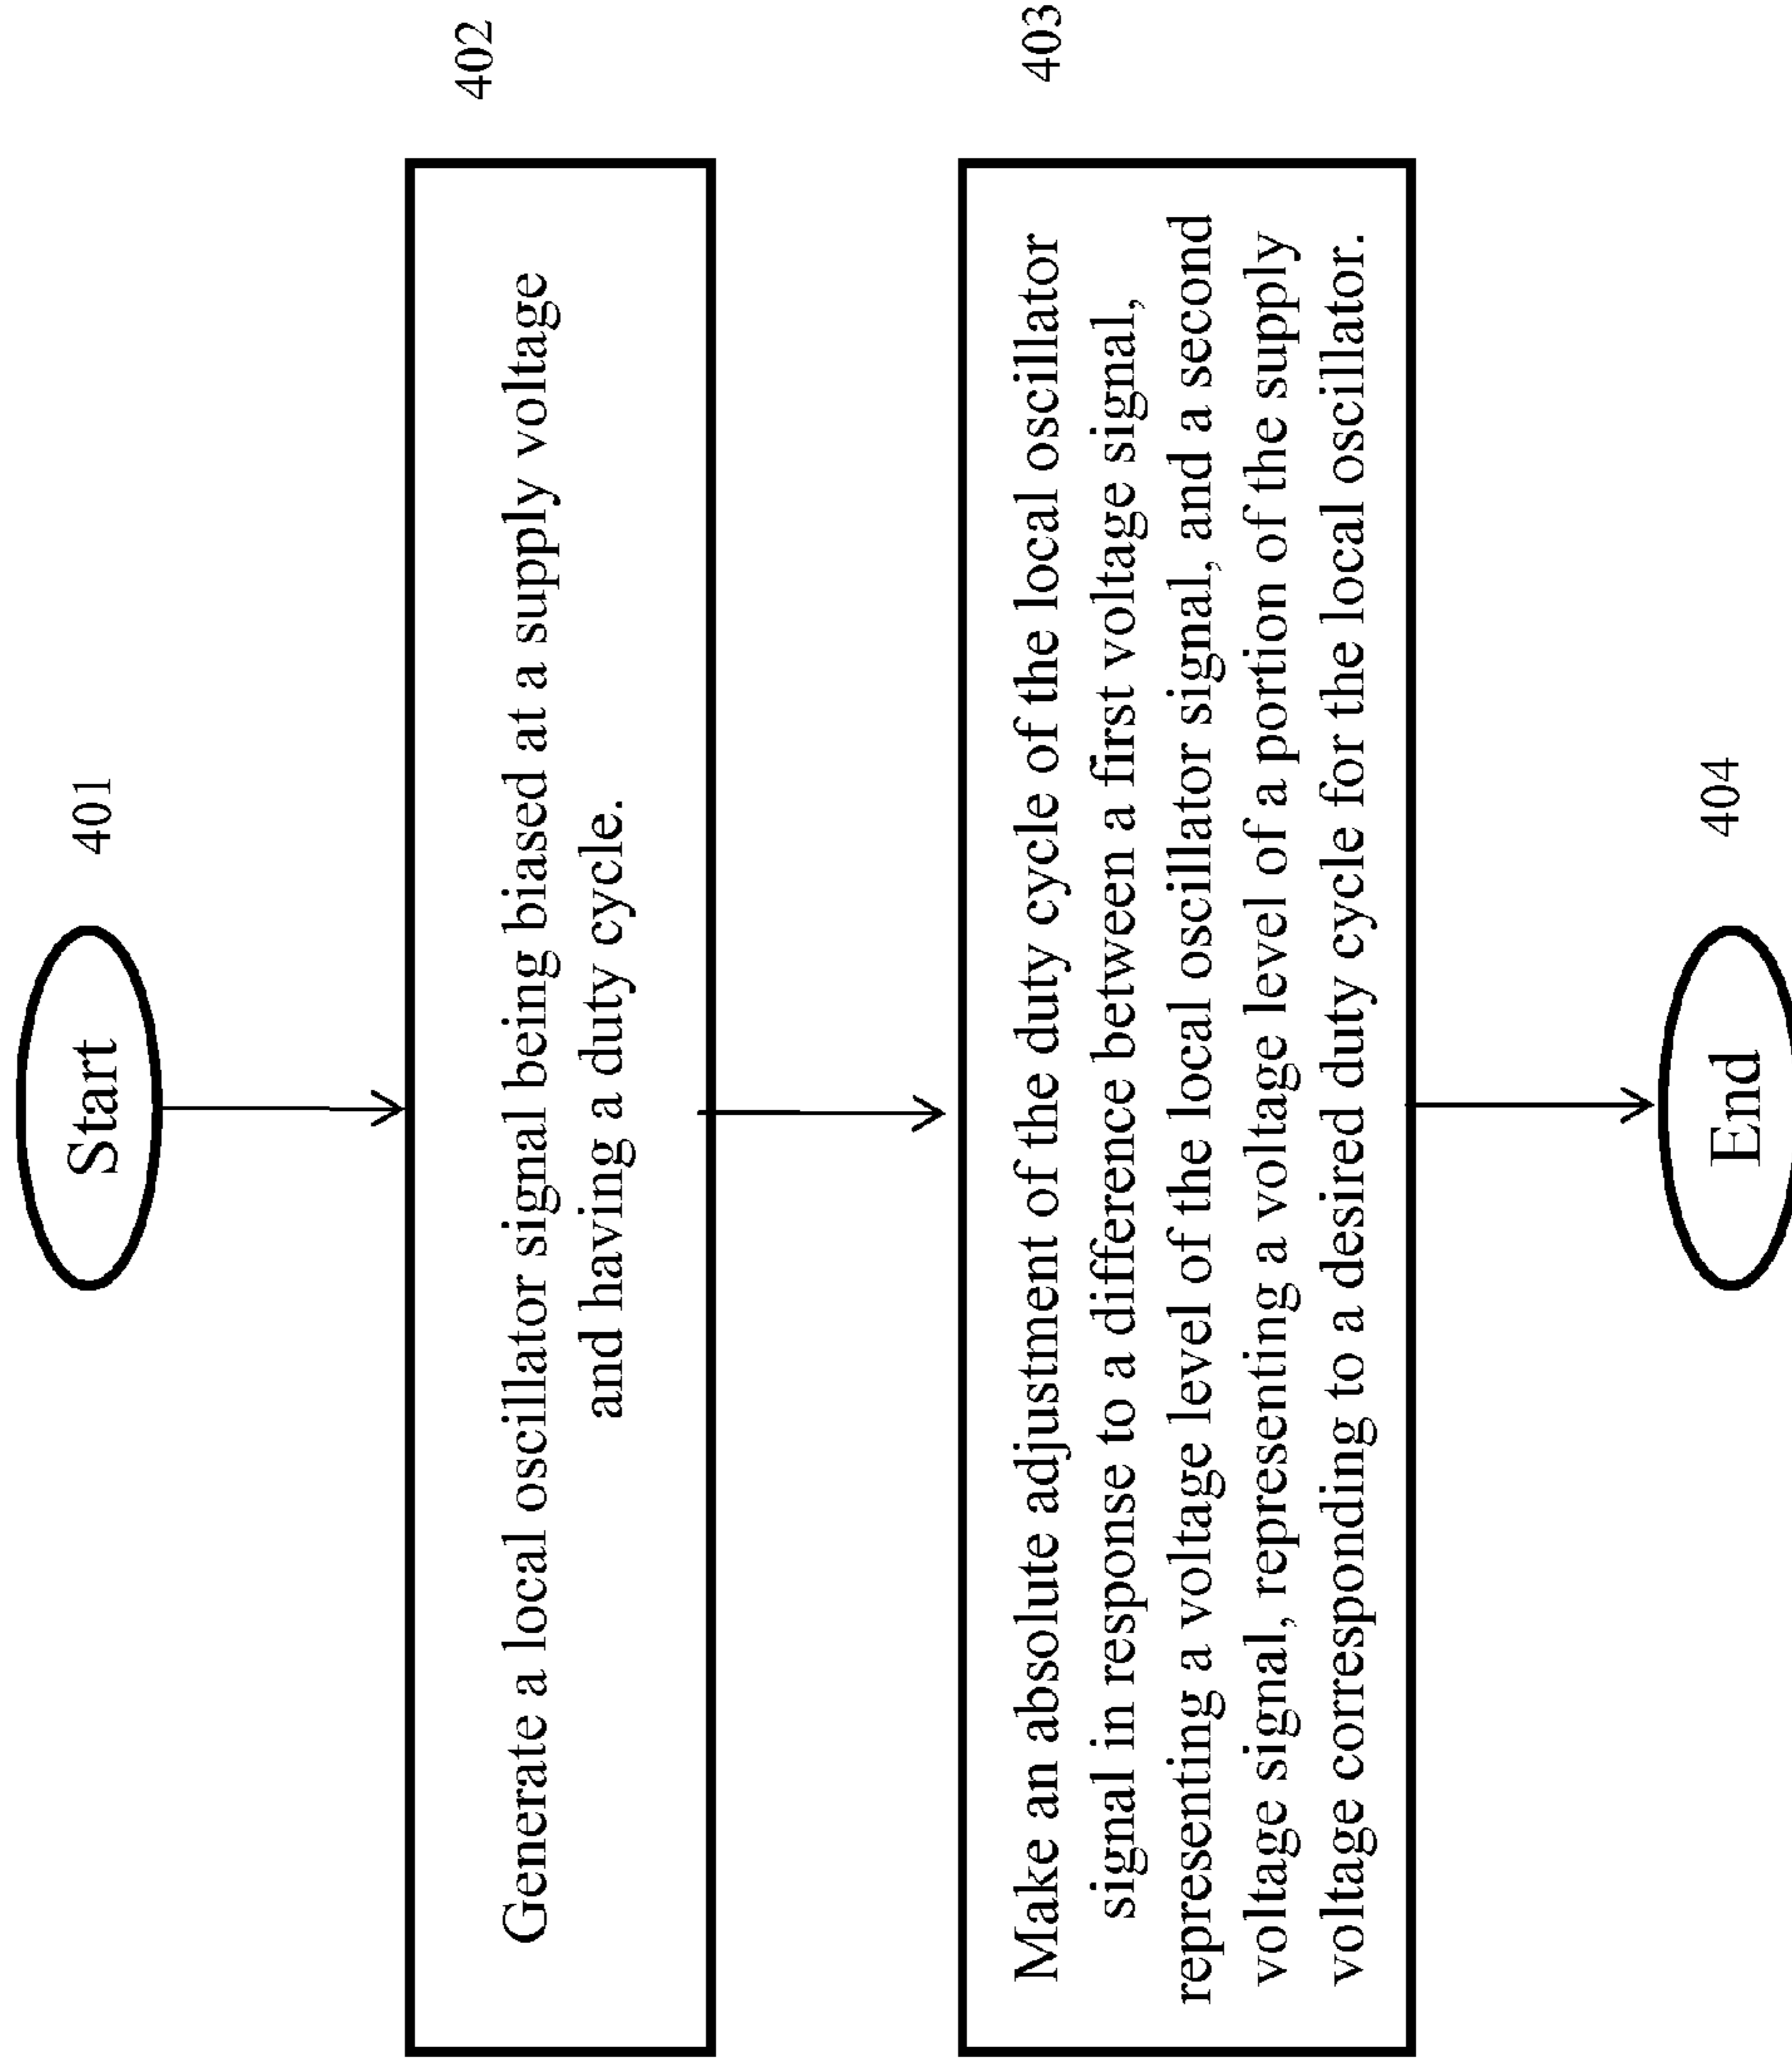 Start
401
402
Generate a local oscillator signal being biased at a supply voltage
and having a duty cycle.
403
Make an absolute adjustment of the duty cycle of the local oscillator
signal in response to a difference between a first voltage signal,
representing a voltage level of the local oscillator signal, and a second
voltage signal, representing a voltage level of a portion of the supply
voltage corresponding to a desired duty cycle for the local oscillator.
End
404